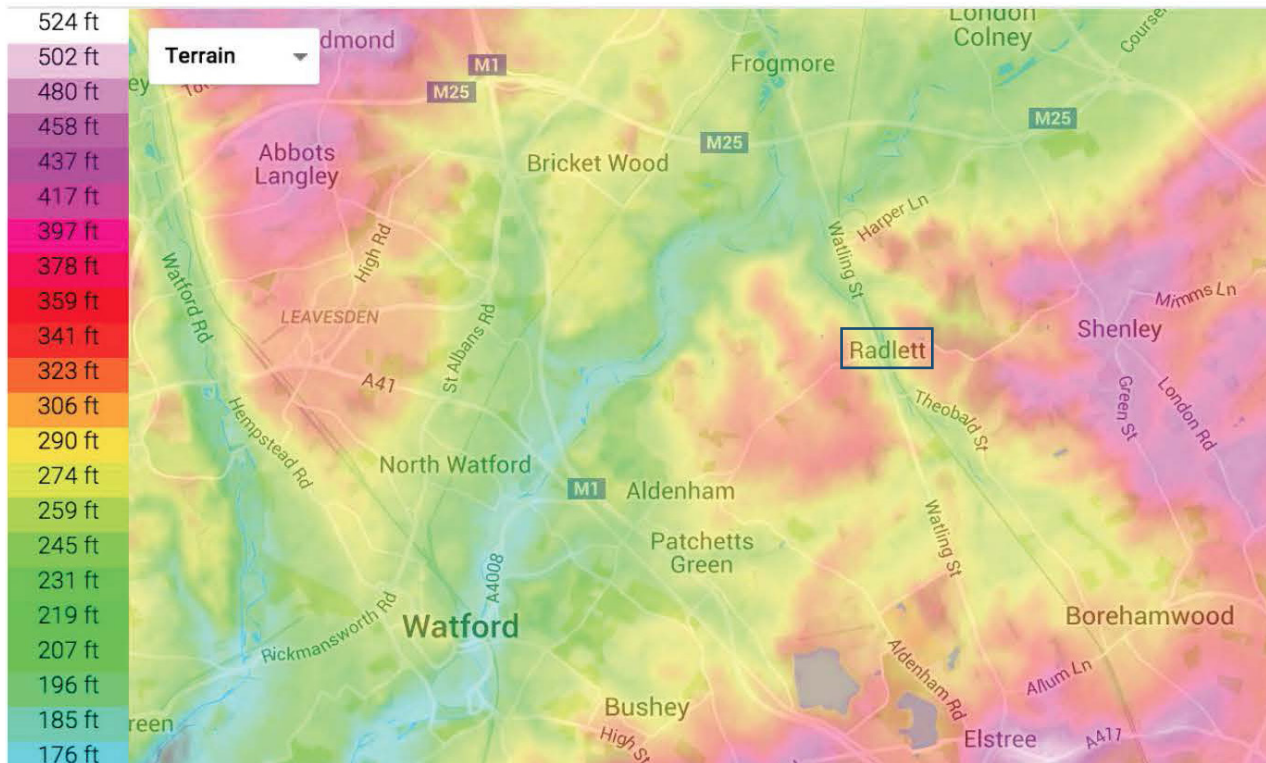 524 ft
502 ft
480 ft
458 ft
437 ft
417 ft
397 ft
378 ft
359 ft
341 ft
323 ft
306 ft
290 ft
274 ft
259 ft
245 ft
231 ft
219 ft
207 ft
196 ft
185 ft
176 ft
Terrain
dmond
M1
M25
Frogmore
London
Colney
M25
M25
Abbots
Langley
Bricket Wood
High Rd
Harper Ln
Watling St
Watford Rd
LEAVESDEN
St Albans Rd
Mimms Ln
Shenley
Radlett
A41
Green St
London Rd
Hempstead Rd
Theobald St
North Watford
M1
Aldenham
Watling St
Patchetts
Green
A4008
Watford
Rickmansworth Rd
Borehamwood
Aldenham Rd
Allum Ln
Bushey
High St
reen
Elstree
A411